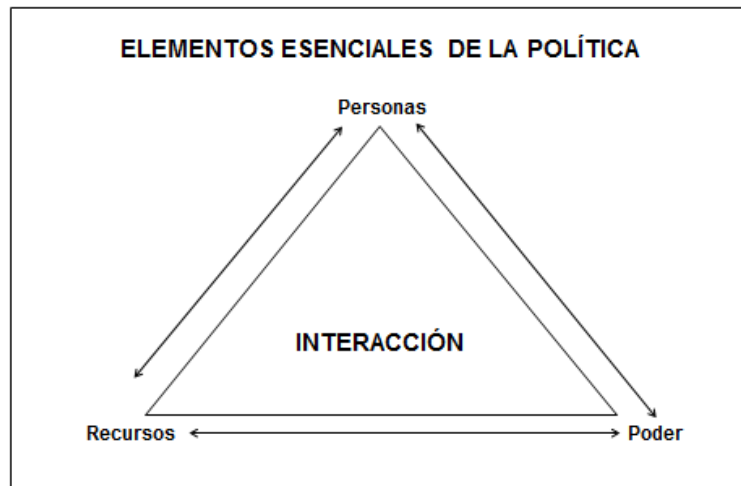 ELEMENTOS ESENCIALES DE LA POLÍTICA
Personas
INTERACCIÓN
Recursos
Poder